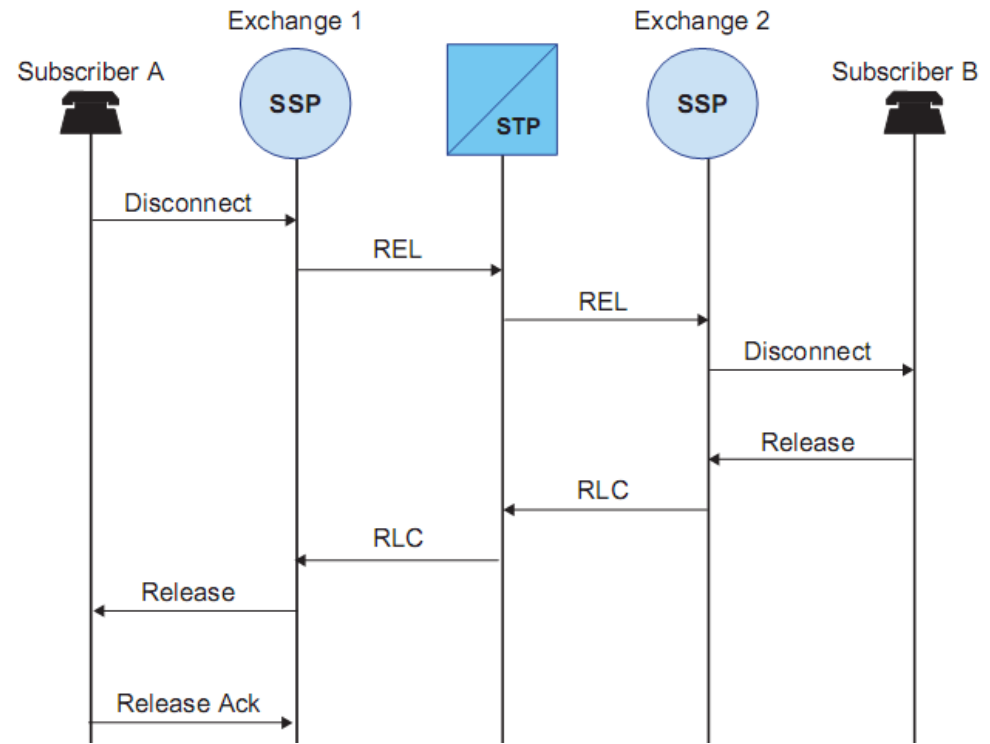 Exchange 1
Exchange 2
Subscriber A
Subscriber B
SSP
STP
SSP
Disconnect
REL
REL
Disconnect
Release
RLC
RLC
Release
Release Ack